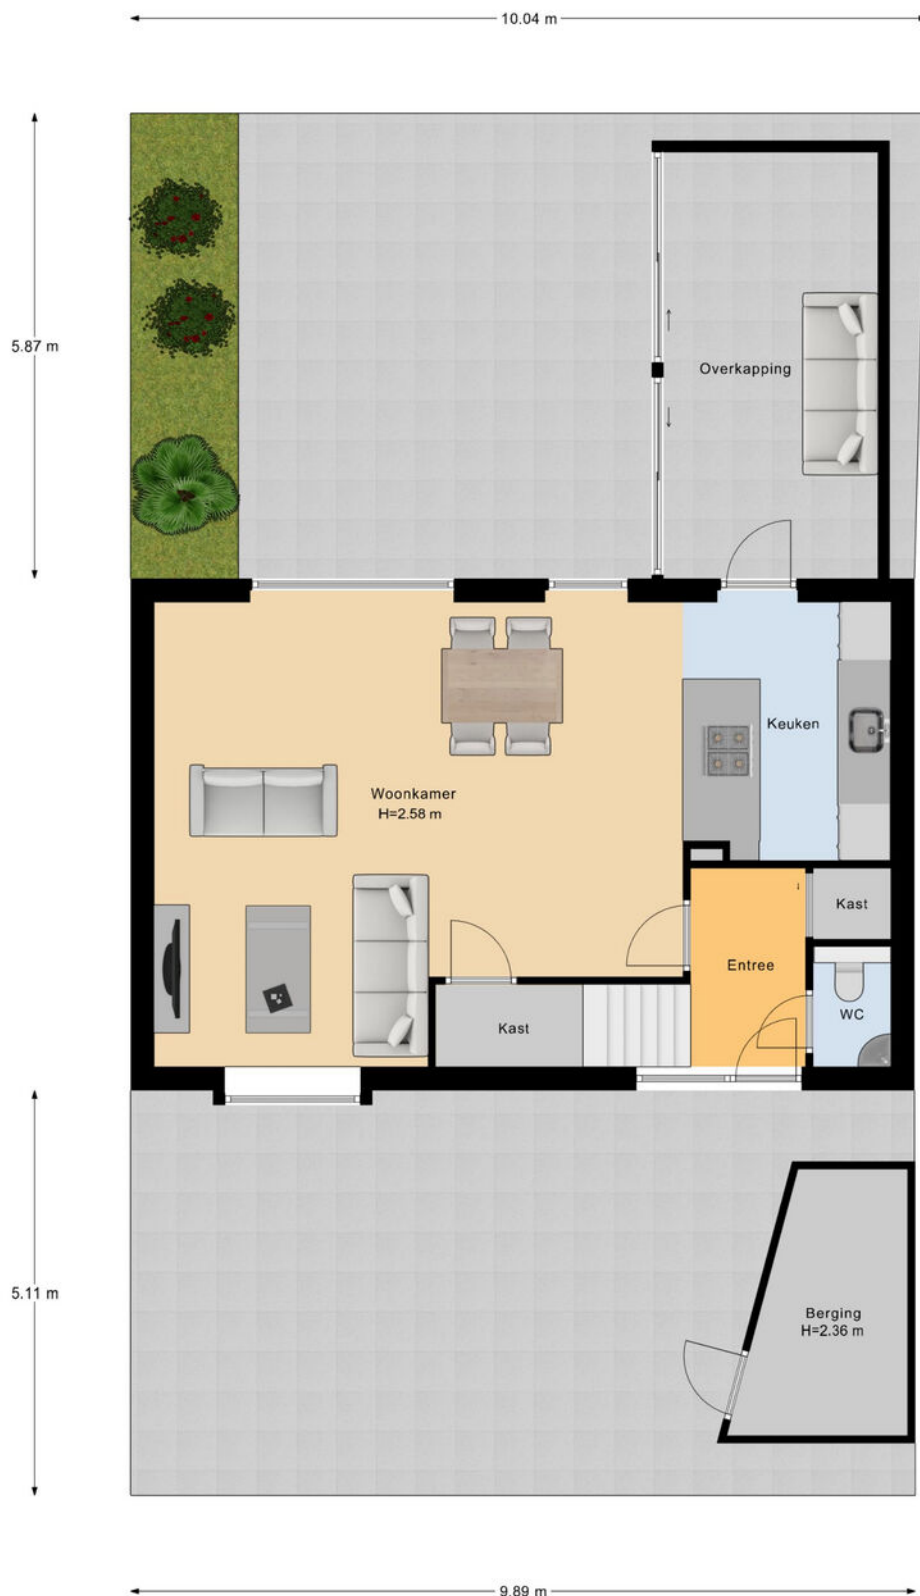 10.04 m
5.87 m
Overkapping
Keuken
Woonkamer
H=2.58 m
Kast
Entree
WC
Kast
5.11 m
Berging
H=2.36 m
9.89 m